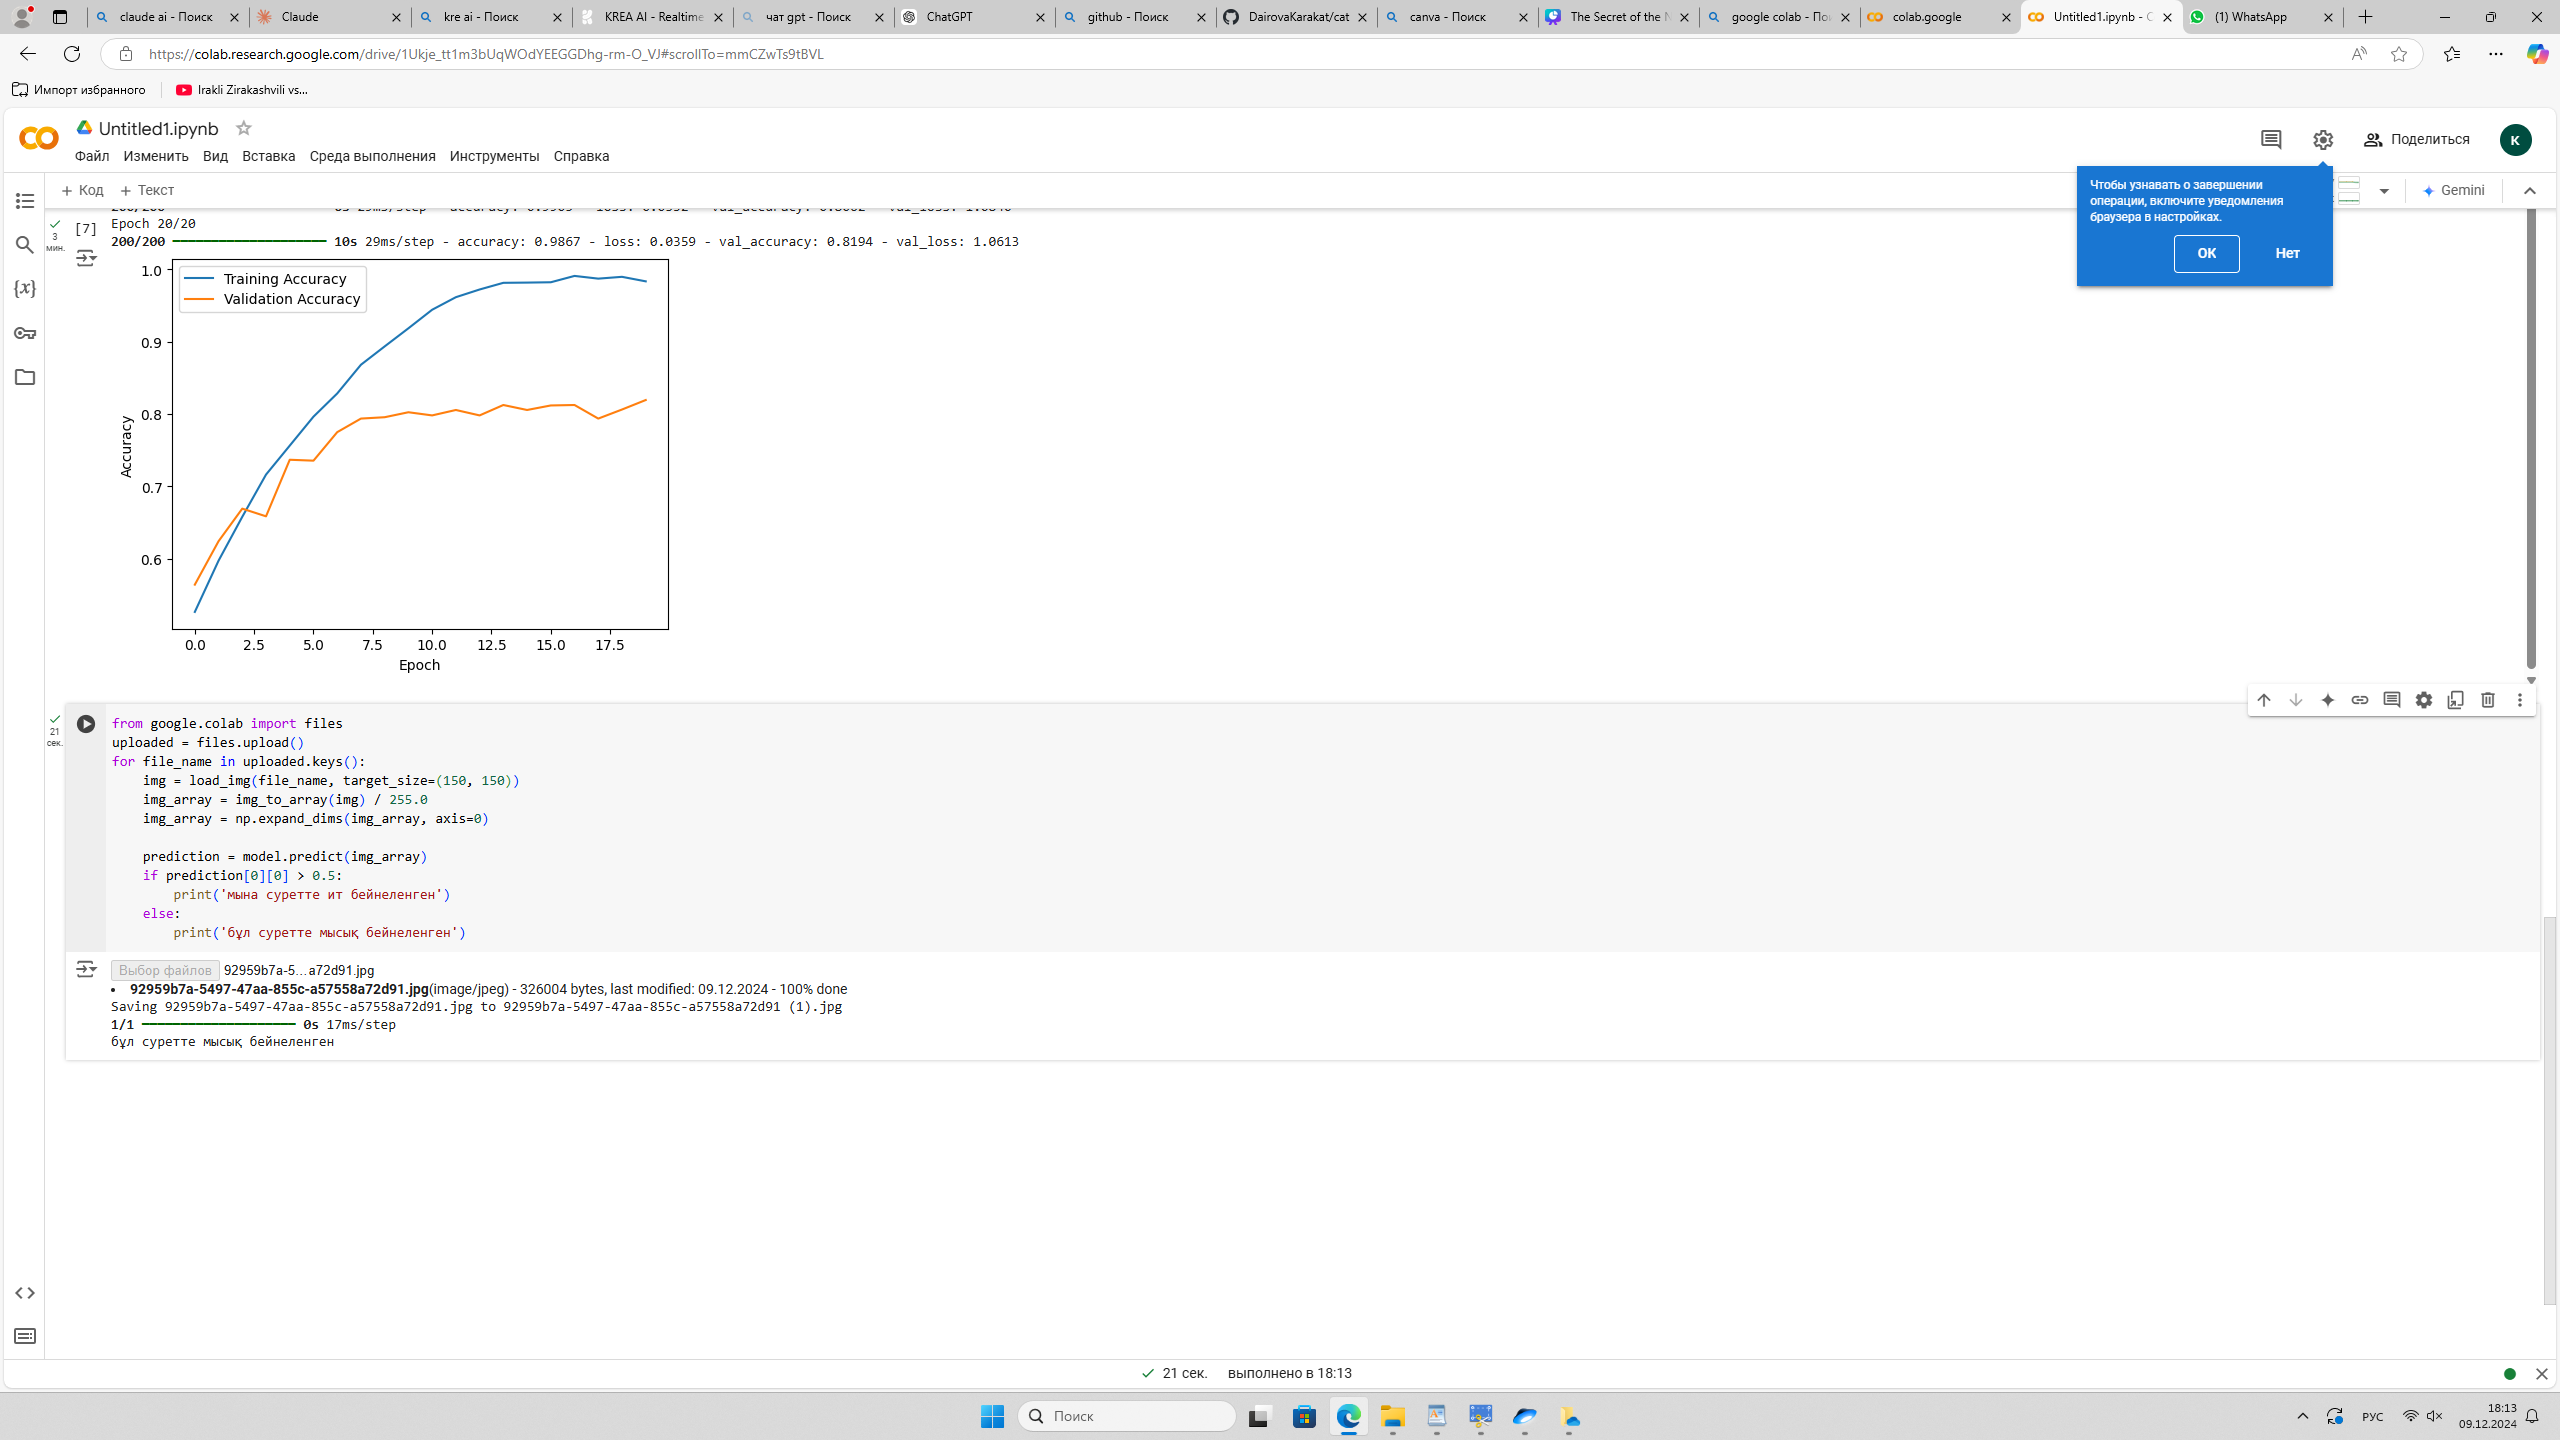 claude ai - Поиск
Claude
kre ai - Поиск
KREA AI - Realtime
чат gpt - Поиск
ChatGPT
github - Поиск
DairovaKarakat/cat
canva - Поиск
The Secret of the N
google colab - По
colab.google
Untitled1.ipynb - C
(1) WhatsApp
https://colab.research.google.com/drive/1Ukje_tt1m3bUqWOdYEEGGDhg-rm-O_VJ#scrollTo=mmCZwTs9tBVL
Импорт избранного
Irakli Zirakashvili vs...
Untitled1.ipynb
Поделиться
K
Файл Изменить Вид Вставка Среда выполнения Инструменты Справка
+ Код + Текст
Gemini
Чтобы узнавать о завершении
операции, включите уведомления
браузера в настройках.
OK Нет
3
мин.
[7]
Epoch 20/20
200/200 10s 29ms/step - accuracy: 0.9867 - loss: 0.0359 - val_accuracy: 0.8194 - val_loss: 1.0613
Training Accuracy
Validation Accuracy
1.0
0.9
0.8
0.7
0.6
Accuracy
0.0 2.5 5.0 7.5 10.0 12.5 15.0 17.5
Epoch
21
сек.
from google.colab import files
uploaded = files.upload()
for file_name in uploaded.keys():
    img = load_img(file_name, target_size=(150, 150))
    img_array = img_to_array(img) / 255.0
    img_array = np.expand_dims(img_array, axis=0)
    prediction = model.predict(img_array)
    if prediction[0][0] > 0.5:
        print('мына суретте ит бейнеленген')
    else:
        print('бұл суретте мысық бейнеленген')
Выбор файлов 92959b7a-5...a72d91.jpg
• 92959b7a-5497-47aa-855c-a57558a72d91.jpg(image/jpeg) - 326004 bytes, last modified: 09.12.2024 - 100% done
Saving 92959b7a-5497-47aa-855c-a57558a72d91.jpg to 92959b7a-5497-47aa-855c-a57558a72d91 (1).jpg
1/1 0s 17ms/step
бұл суретте мысық бейнеленген
21 сек. выполнено в 18:13
Поиск
РУС
18:13
09.12.2024